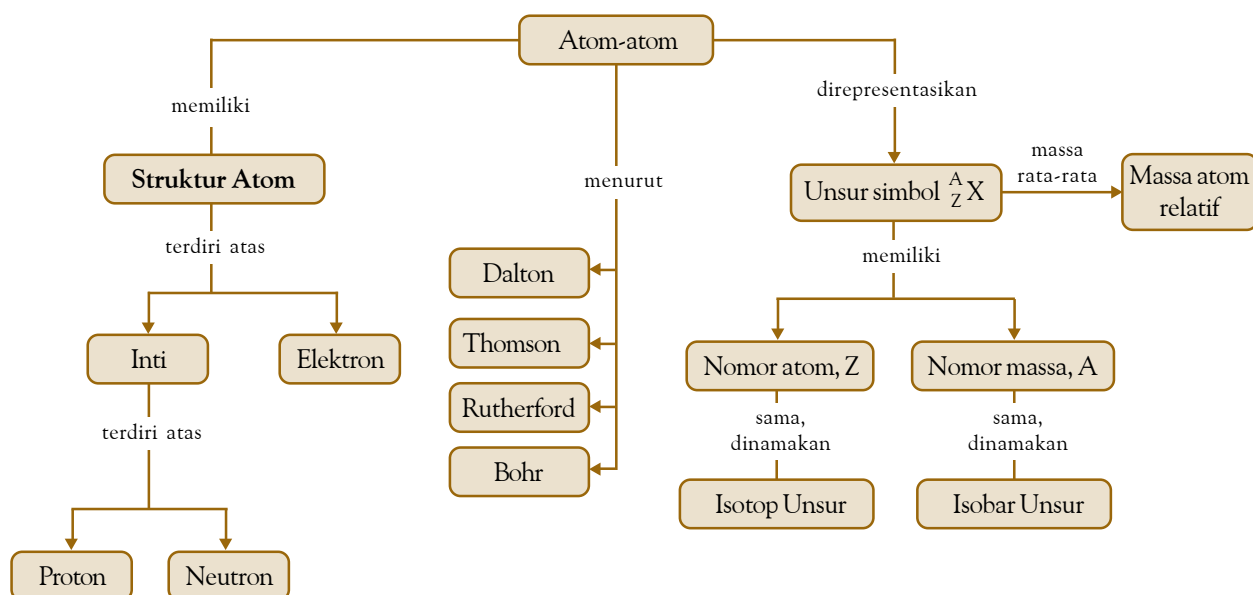 Atom-atom
memiliki
direpresentasikan
menurut
Struktur Atom
Unsur simbol A Z X
massa
rata-rata
Massa atom
relatif
terdiri atas
memiliki
Dalton
Inti
Elektron
Thomson
Nomor atom, Z
Nomor massa, A
Rutherford
terdiri atas
sama,
dinamakan
sama,
dinamakan
Bohr
Isotop Unsur
Isobar Unsur
Proton
Neutron